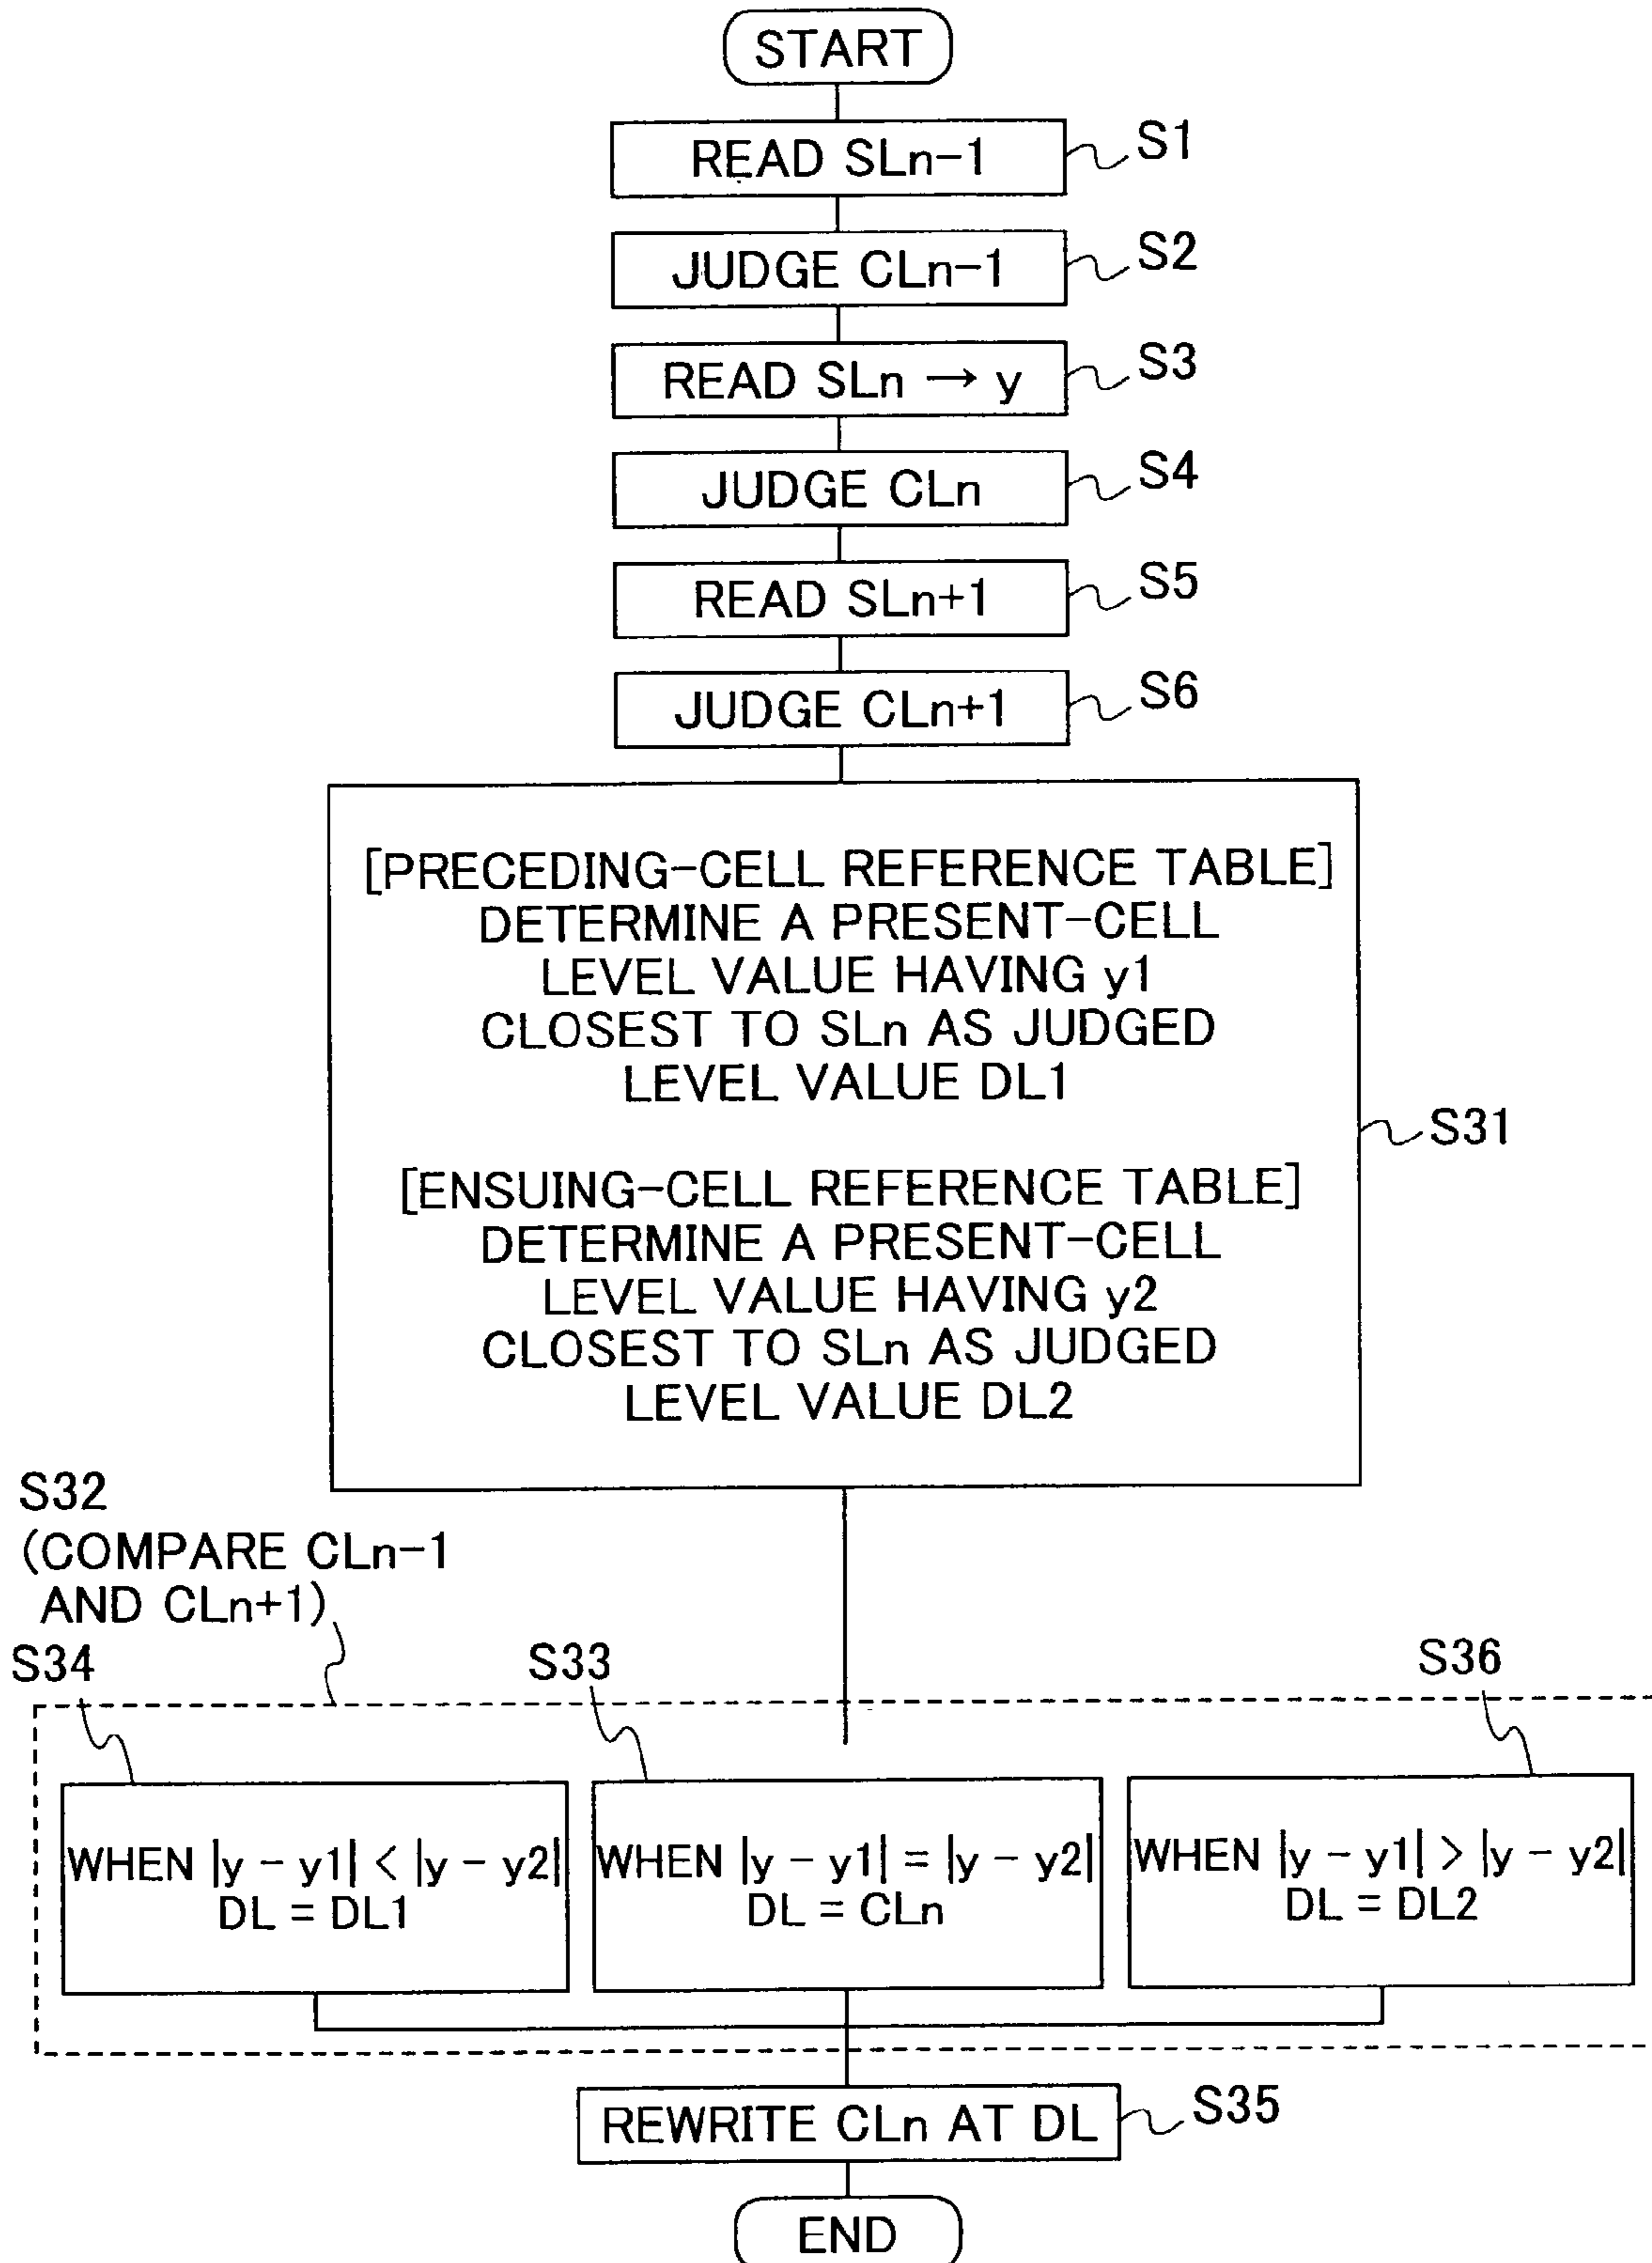 START
READ SLn-1
S1
JUDGE CLn-1
S2
READ SLn → y
S3
JUDGE CLn
S4
READ SLn+1
S5
JUDGE CLn+1
S6
[PRECEDING-CELL REFERENCE TABLE]
DETERMINE A PRESENT-CELL
LEVEL VALUE HAVING y1
CLOSEST TO SLn AS JUDGED
LEVEL VALUE DL1
[ENSUING-CELL REFERENCE TABLE]
DETERMINE A PRESENT-CELL
LEVEL VALUE HAVING y2
CLOSEST TO SLn AS JUDGED
LEVEL VALUE DL2
S31
S32
(COMPARE CLn-1
AND CLn+1)
S34
S33
S36
WHEN |y - y1| < |y - y2|
DL = DL1
WHEN |y - y1| = |y - y2|
DL = CLn
WHEN |y - y1| > |y - y2|
DL = DL2
REWRITE CLn AT DL
S35
END